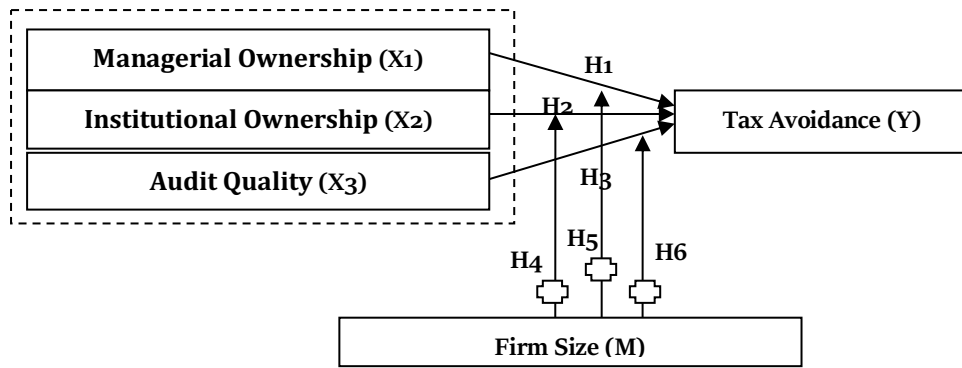 Managerial Ownership (X1)
H1
Institutional Ownership (X2)
H2
Tax Avoidance (Y)
Audit Quality (X3)
H3
H4
H5
H6
Firm Size (M)